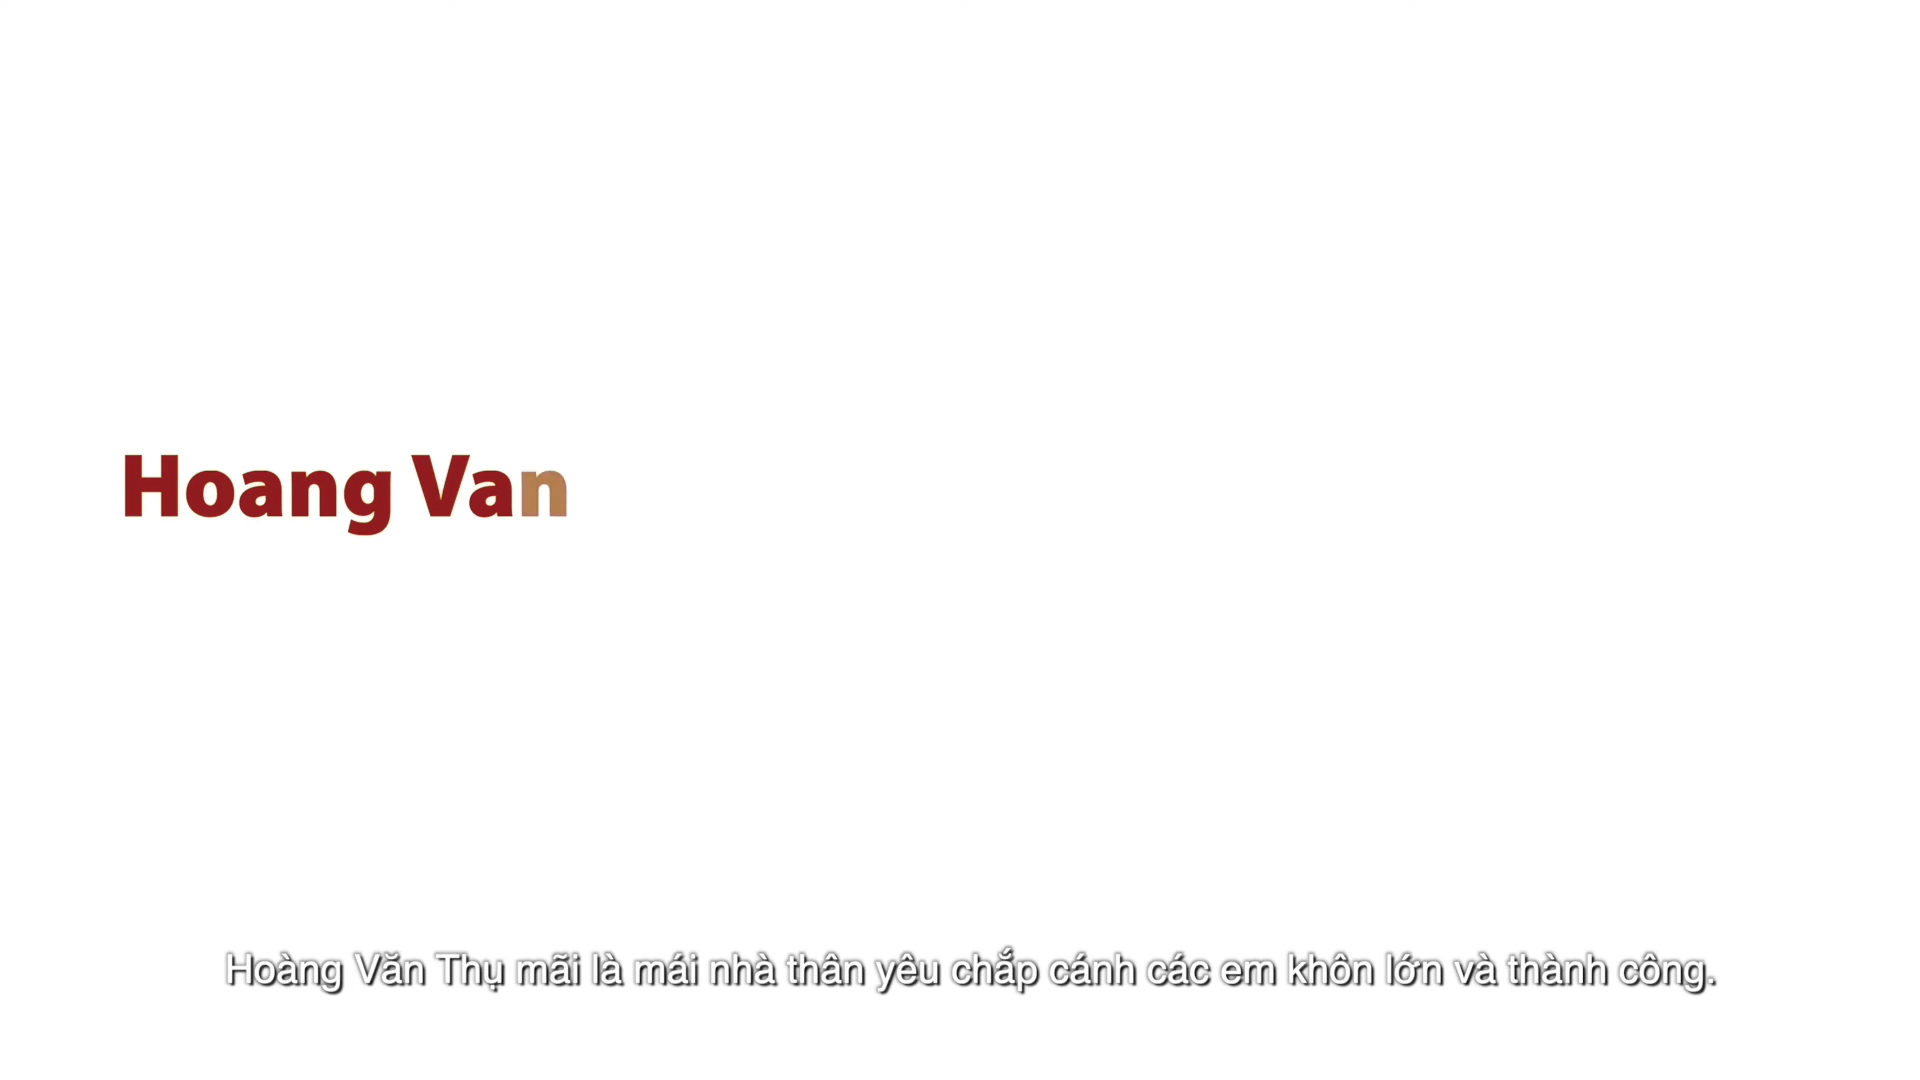 Hoang Van
Hoàng Văn Thụ mãi là mái nhà thân yêu chắp cánh các em khôn lớn và thành công.